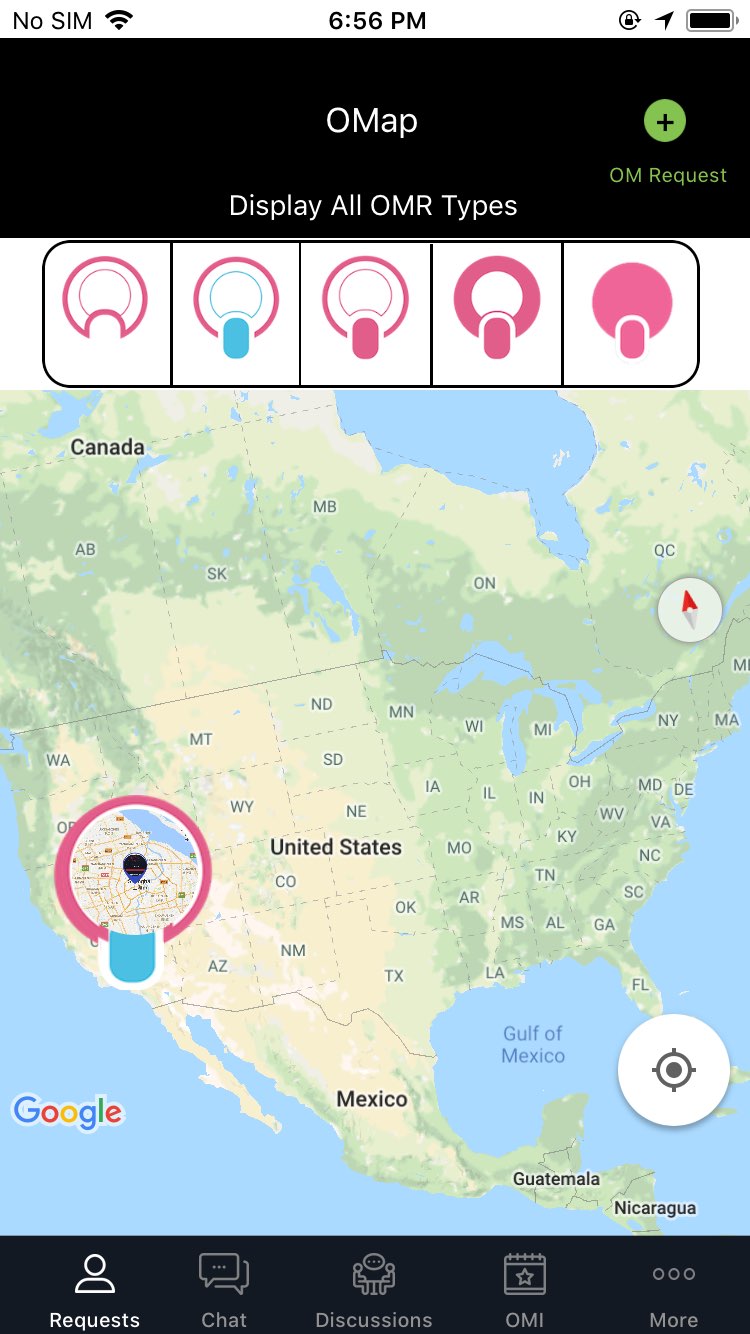 No SIM 6:56 PM
OMap
+
OM Request
Display All OMR Types
Canada
MB
AB
SK
QC
ON
ND
MN
NY
MA
WI
MI
MT
WA
SD
OH
MD
DE
IA
IL
IN
WY
NE
WV
VA
KY
United States
MO
NC
CO
TN
SC
AR
OK
MS
AL
GA
NM
AZ
TX
LA
FL
Gulf of
Mexico
Mexico
Google
Guatemala
Nicaragua
Requests Chat Discussions OMI More